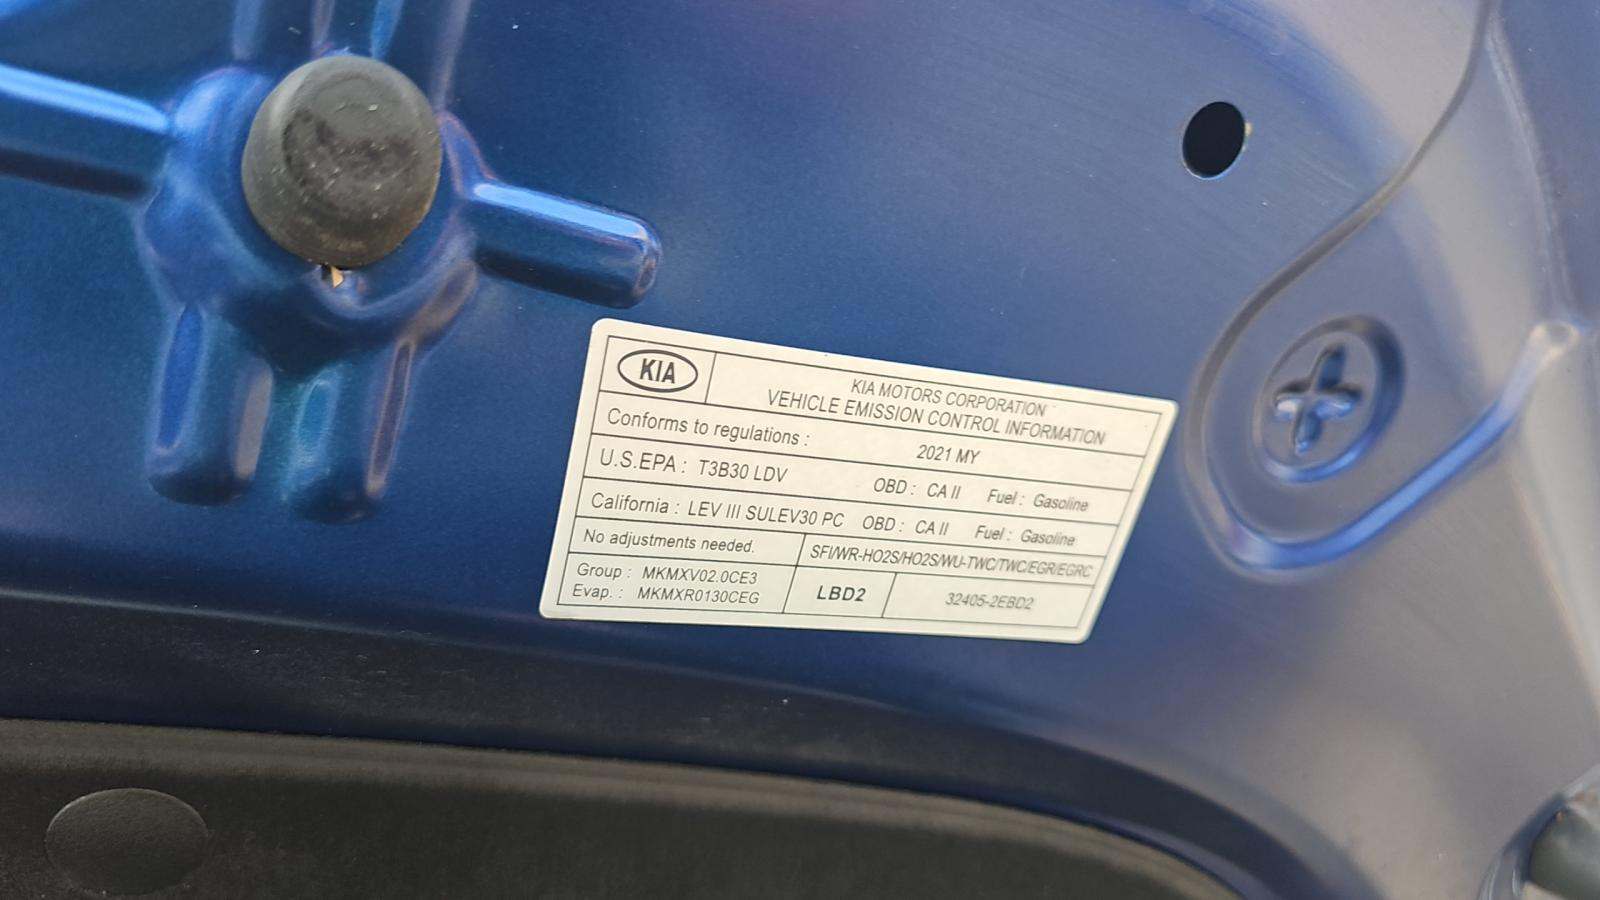 KIA
KIA MOTORS CORPORATION
VEHICLE EMISSION CONTROL INFORMATION
Conforms to regulations : 2021 MY
U.S.EPA : T3B30 LDV OBD : CA II Fuel : Gasoline
California : LEV III SULEV30 PC OBD : CA II Fuel : Gasoline
No adjustments needed. SFI/WR-HO2S/HO2S/WU-TWC/TWC/EGR/EGRC
Group : MKMXV02.0CE3
Evap. : MKMXR0130CEG
LBD2
32405-2EBD2